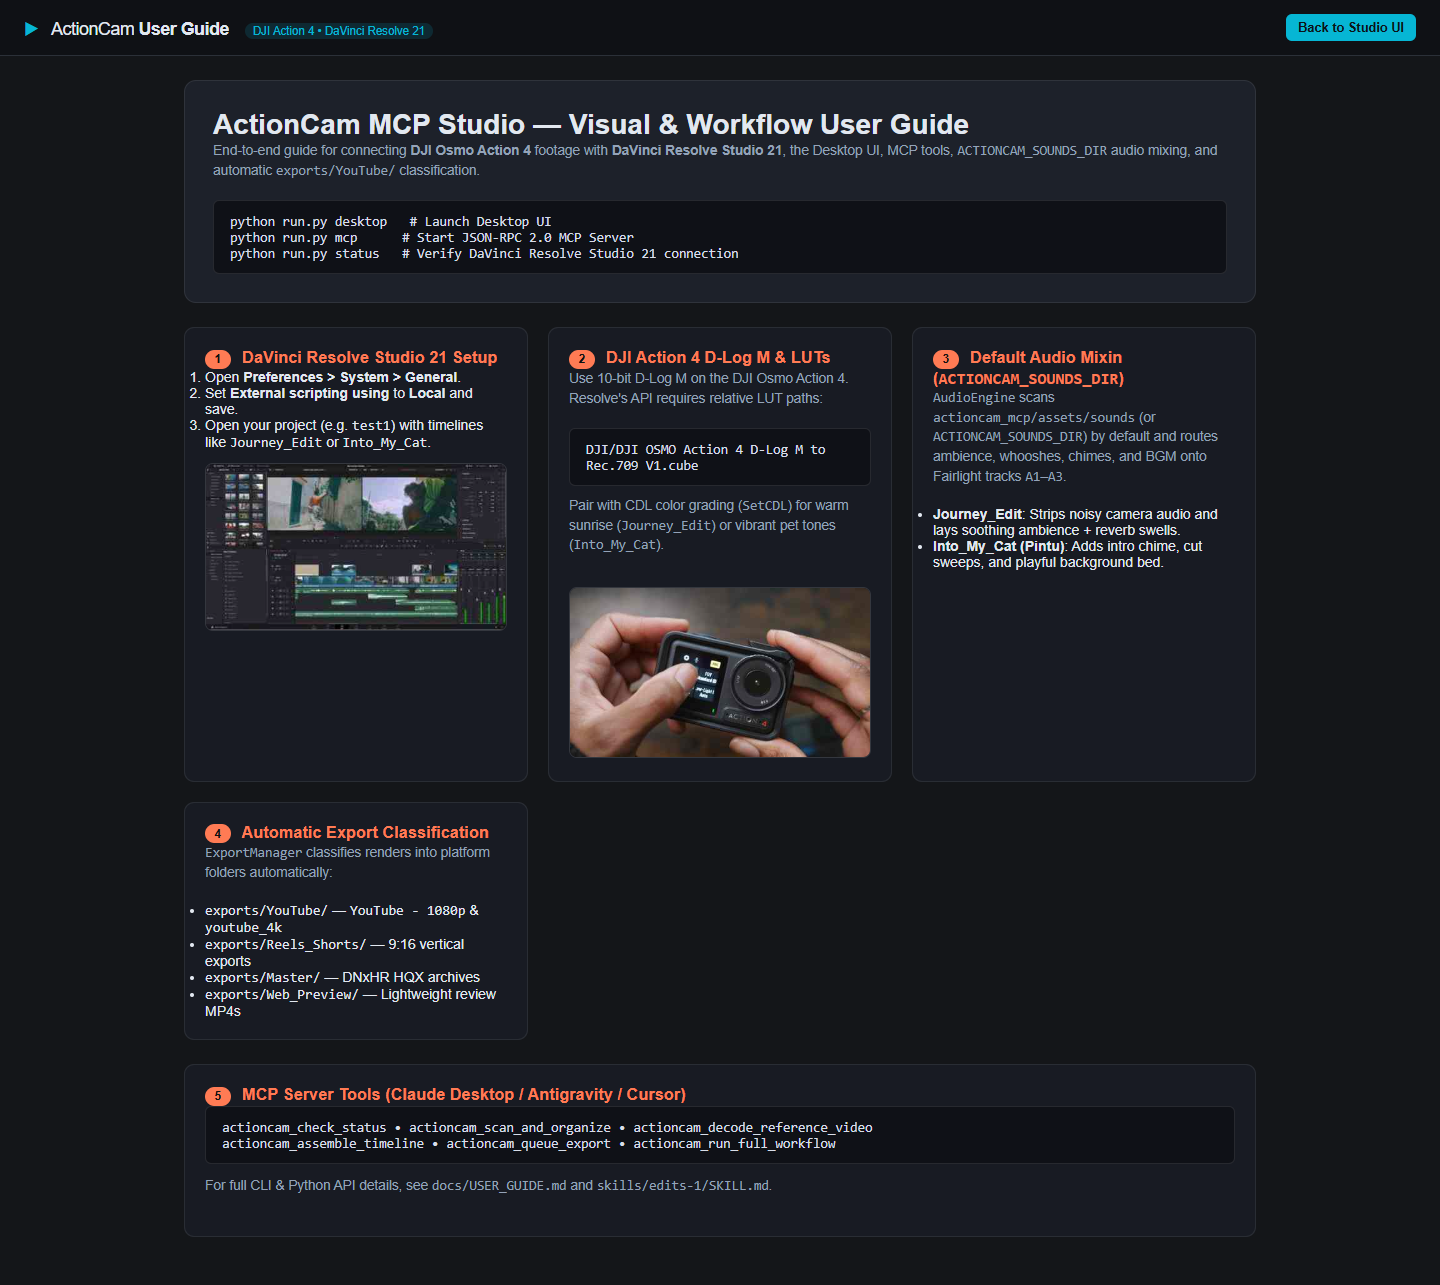 ActionCam User Guide
DJI Action 4 • DaVinci Resolve 21
Back to Studio UI
ActionCam MCP Studio — Visual & Workflow User Guide
End-to-end guide for connecting DJI Osmo Action 4 footage with DaVinci Resolve Studio 21, the Desktop UI, MCP tools, ACTIONCAM_SOUNDS_DIR audio mixing, and
automatic exports/YouTube/ classification.
python run.py desktop   # Launch Desktop UI
python run.py mcp      # Start JSON-RPC 2.0 MCP Server
python run.py status   # Verify DaVinci Resolve Studio 21 connection
1 DaVinci Resolve Studio 21 Setup
1. Open Preferences > System > General.
2. Set External scripting using to Local and
save.
3. Open your project (e.g. test1) with timelines
like Journey_Edit or Into_My_Cat.
2 DJI Action 4 D-Log M & LUTs
Use 10-bit D-Log M on the DJI Osmo Action 4.
Resolve's API requires relative LUT paths:
DJI/DJI OSMO Action 4 D-Log M to
Rec.709 V1.cube
Pair with CDL color grading (SetCDL) for warm
sunrise (Journey_Edit) or vibrant pet tones
(Into_My_Cat).
ACTION 4
3 Default Audio Mixin
(ACTIONCAM_SOUNDS_DIR)
AudioEngine scans
actioncam_mcp/assets/sounds (or
ACTIONCAM_SOUNDS_DIR) by default and routes
ambience, whooshes, chimes, and BGM onto
Fairlight tracks A1–A3.
• Journey_Edit: Strips noisy camera audio and
lays soothing ambience + reverb swells.
• Into_My_Cat (Pintu): Adds intro chime, cut
sweeps, and playful background bed.
4 Automatic Export Classification
ExportManager classifies renders into platform
folders automatically:
• exports/YouTube/ — YouTube - 1080p &
youtube_4k
• exports/Reels_Shorts/ — 9:16 vertical
exports
• exports/Master/ — DNxHR HQX archives
• exports/Web_Preview/ — Lightweight review
MP4s
5 MCP Server Tools (Claude Desktop / Antigravity / Cursor)
actioncam_check_status • actioncam_scan_and_organize • actioncam_decode_reference_video
actioncam_assemble_timeline • actioncam_queue_export • actioncam_run_full_workflow
For full CLI & Python API details, see docs/USER_GUIDE.md and skills/edits-1/SKILL.md.